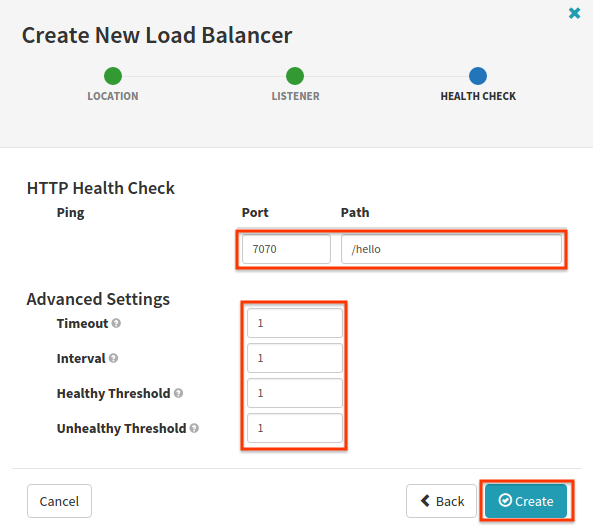 Create New Load Balancer
LOCATION LISTENER HEALTH CHECK
HTTP Health Check
Ping Port Path
7070 /hello
Advanced Settings
Timeout ? 1
Interval ? 1
Healthy Threshold ? 1
Unhealthy Threshold ? 1
Cancel Back Create